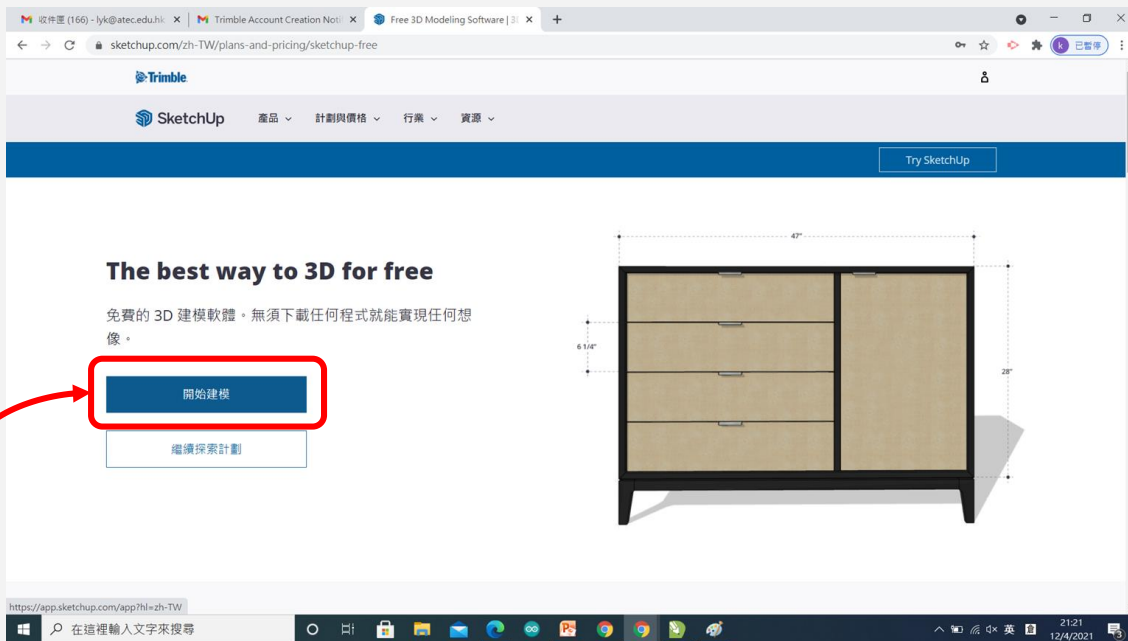 收件匣 (166) - lyk@atec.edu.hk
Trimble Account Creation Noti
Free 3D Modeling Software | 3
sketchup.com/zh-TW/plans-and-pricing/sketchup-free
k 已暫停
Trimble
SketchUp 產品 計劃與價格 行業 資源
Try SketchUp
47"
The best way to 3D for free
免費的 3D 建模軟體。無須下載任何程式就能實現任何想
像。
6 1/4"
28"
開始建模
繼續探索計劃
https://app.sketchup.com/app?hl=zh-TW
在這裡輸入文字來搜尋
英
21:21
12/4/2021
3